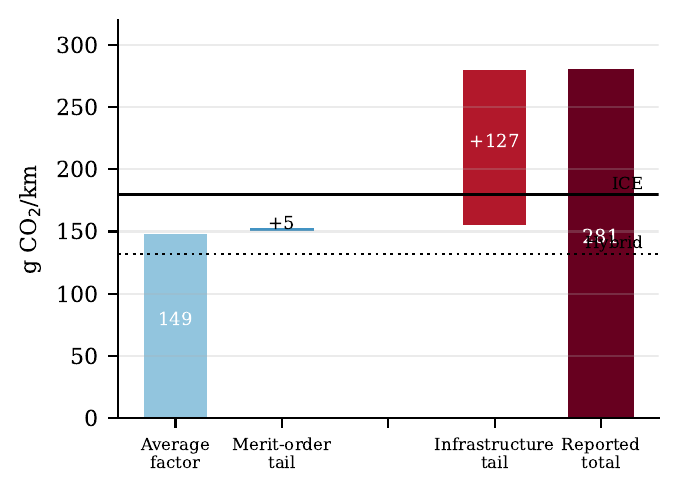 g CO₂/km
300
250
200
150
100
50
0
149
+5
+127
281
ICE
Hybrid
Average
factor
Merit-order
tail
Infrastructure
tail
Reported
total